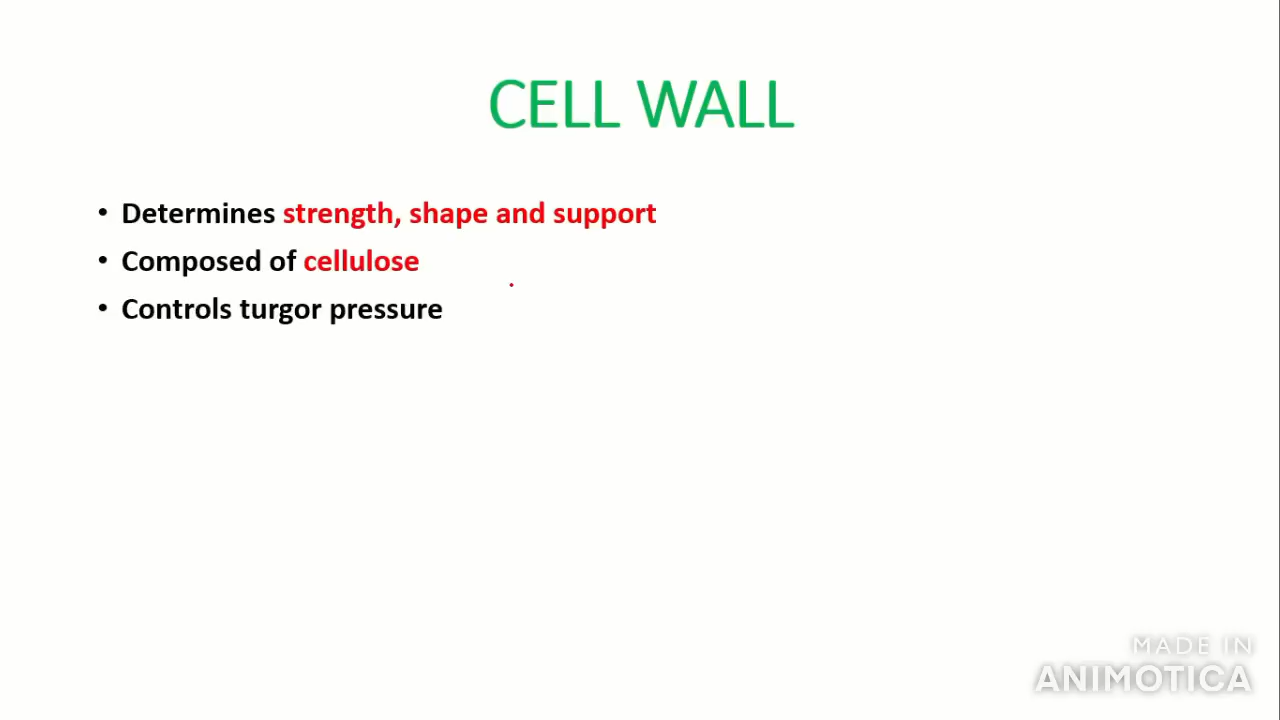 CELL WALL
• Determines strength, shape and support
• Composed of cellulose
• Controls turgor pressure
MADE IN
ANIMOTICA